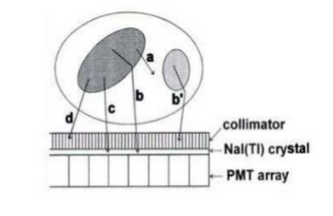 a
b
b'
c
d
collimator
NaI(Tl) crystal
PMT array